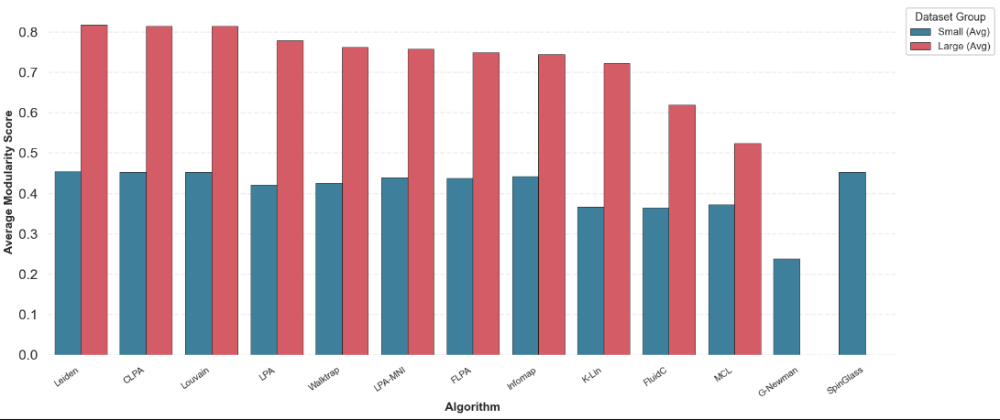 Dataset Group
Small (Avg)
Large (Avg)
Average Modularity Score
0.8
0.7
0.6
0.5
0.4
0.3
0.2
0.1
0.0
Leiden
CLPA
Louvain
LPA
Walktrap
LPA-MNI
FLPA
Infomap
K-Lin
FluidC
MCL
G-Newman
SpinGlass
Algorithm